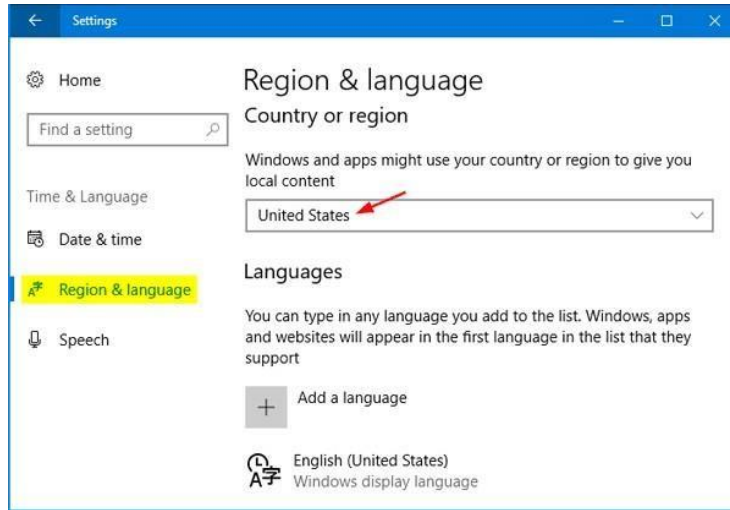 Settings
Home
Find a setting
Time & Language
Date & time
Region & language
Speech
Region & language
Country or region
Windows and apps might use your country or region to give you
local content
United States
Languages
You can type in any language you add to the list. Windows, apps
and websites will appear in the first language in the list that they
support
Add a language
English (United States)
Windows display language